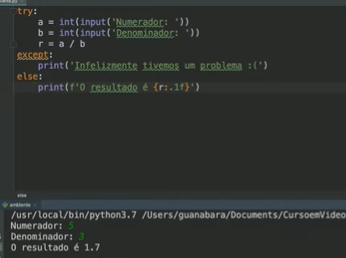 try:
a = int(input('Numerador: '))
b = int(input('Denominador: '))
r = a / b
except:
print('Infelizmente tivemos um problema :(')
else:
print(f'O resultado é {r:.1f}')
else
ambiente
/usr/local/bin/python3.7 /Users/guanabara/Documents/CursoemVideo
Numerador: 5
Denominador: 3
O resultado é 1.7